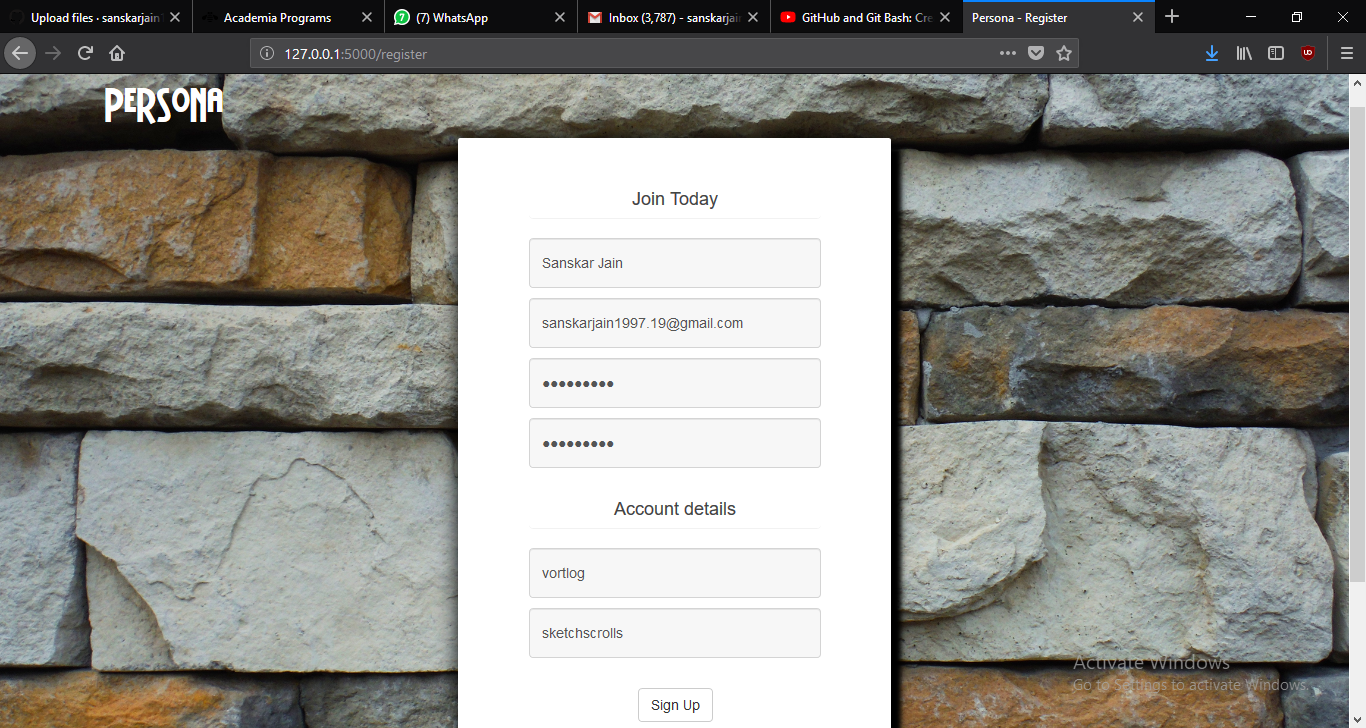 Upload files · sanskarjain1
Academia Programs
(7) WhatsApp
Inbox (3,787) - sanskarjain
GitHub and Git Bash: Cre
Persona - Register
127.0.0.1:5000/register
PERSONA
Join Today
Sanskar Jain
sanskarjain1997.19@gmail.com
Account details
vortlog
sketchscrolls
Sign Up
Activate Windows
Go to Settings to activate Windows.